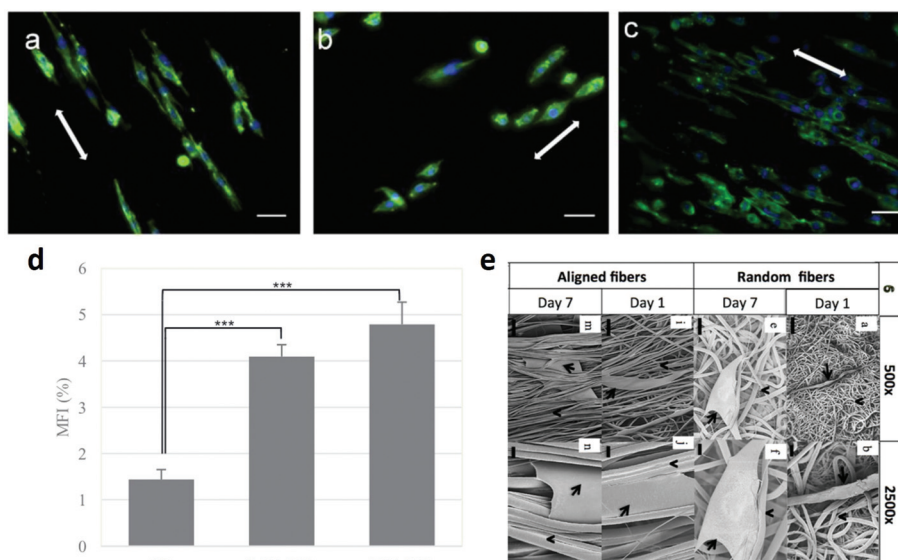 a
b
c
d
***
***
6
5
4
3
2
1
0
MFI (%)
e
Aligned fibers
Random fibers
6
Day 7
Day 1
Day 7
Day 1
m
i
e
a
500x
n
j
f
b
2500x